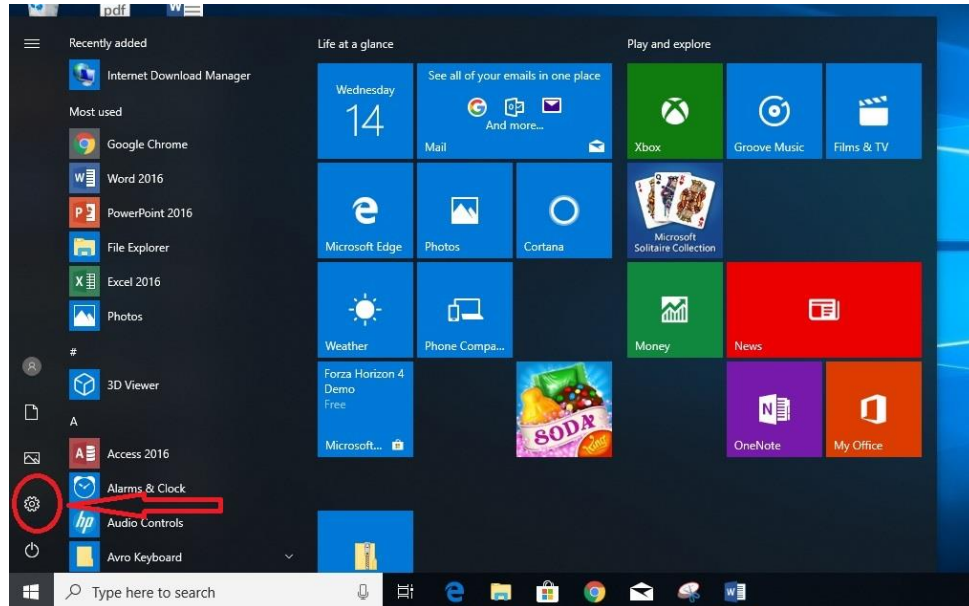 pdf
W
Recently added
Internet Download Manager
Most used
Google Chrome
W
Word 2016
P
PowerPoint 2016
File Explorer
X
Excel 2016
Photos
#
3D Viewer
A
A
Access 2016
Alarms & Clock
hp
Audio Controls
Avro Keyboard
Life at a glance
Wednesday
14
See all of your emails in one place
G
And more...
Mail
Microsoft Edge
Photos
Cortana
Weather
Phone Compa...
Forza Horizon 4
Demo
Free
Microsoft...
SODA
King
Play and explore
Xbox
Groove Music
Films & TV
Microsoft
Solitaire Collection
Money
News
N
OneNote
My Office
Type here to search
W